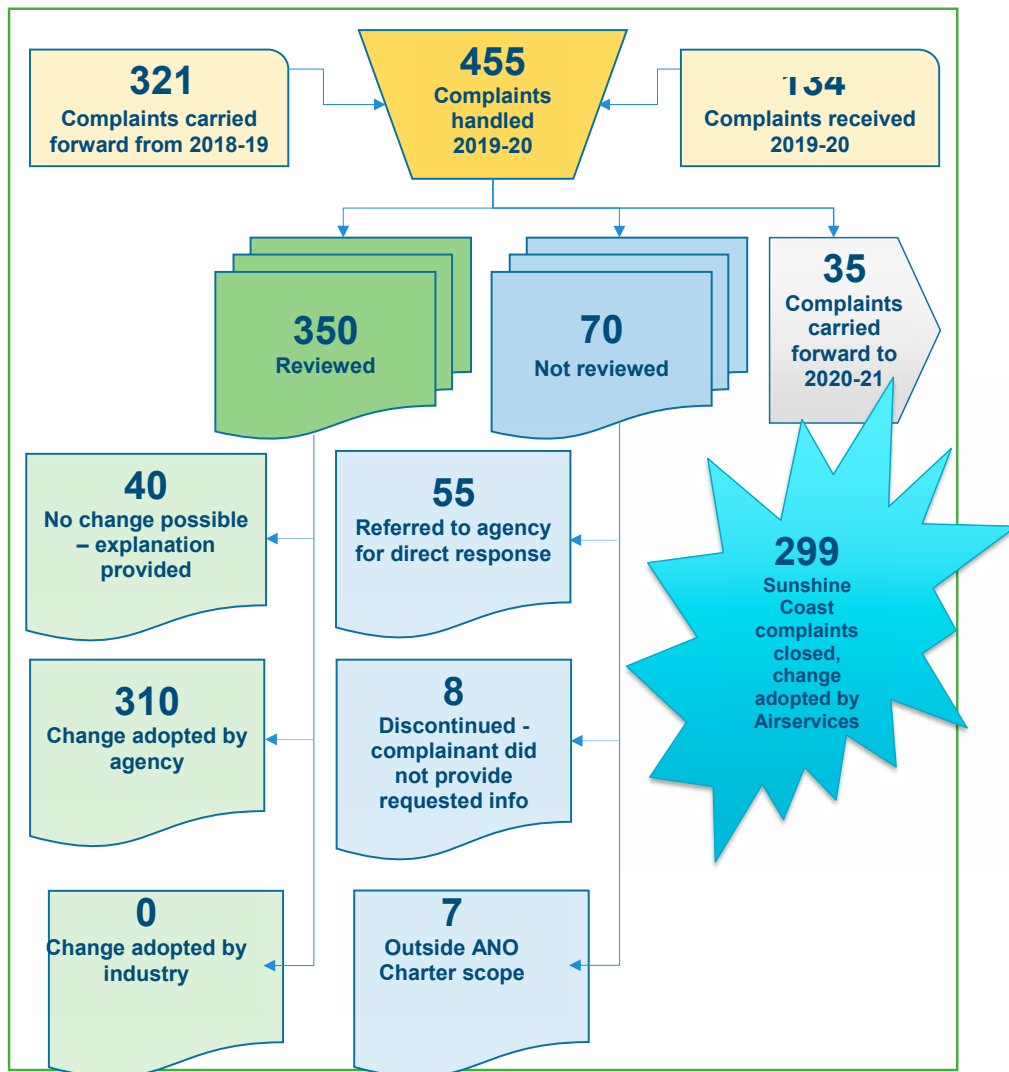 321
Complaints carried
forward from 2018-19
455
Complaints
handled
2019-20
134
Complaints received
2019-20
350
Reviewed
70
Not reviewed
35
Complaints
carried
forward to
2020-21
40
No change possible
– explanation
provided
55
Referred to agency
for direct response
299
Sunshine
Coast
complaints
closed,
change
adopted by
Airservices
310
Change adopted by
agency
8
Discontinued -
complainant did
not provide
requested info
0
Change adopted by
industry
7
Outside ANO
Charter scope